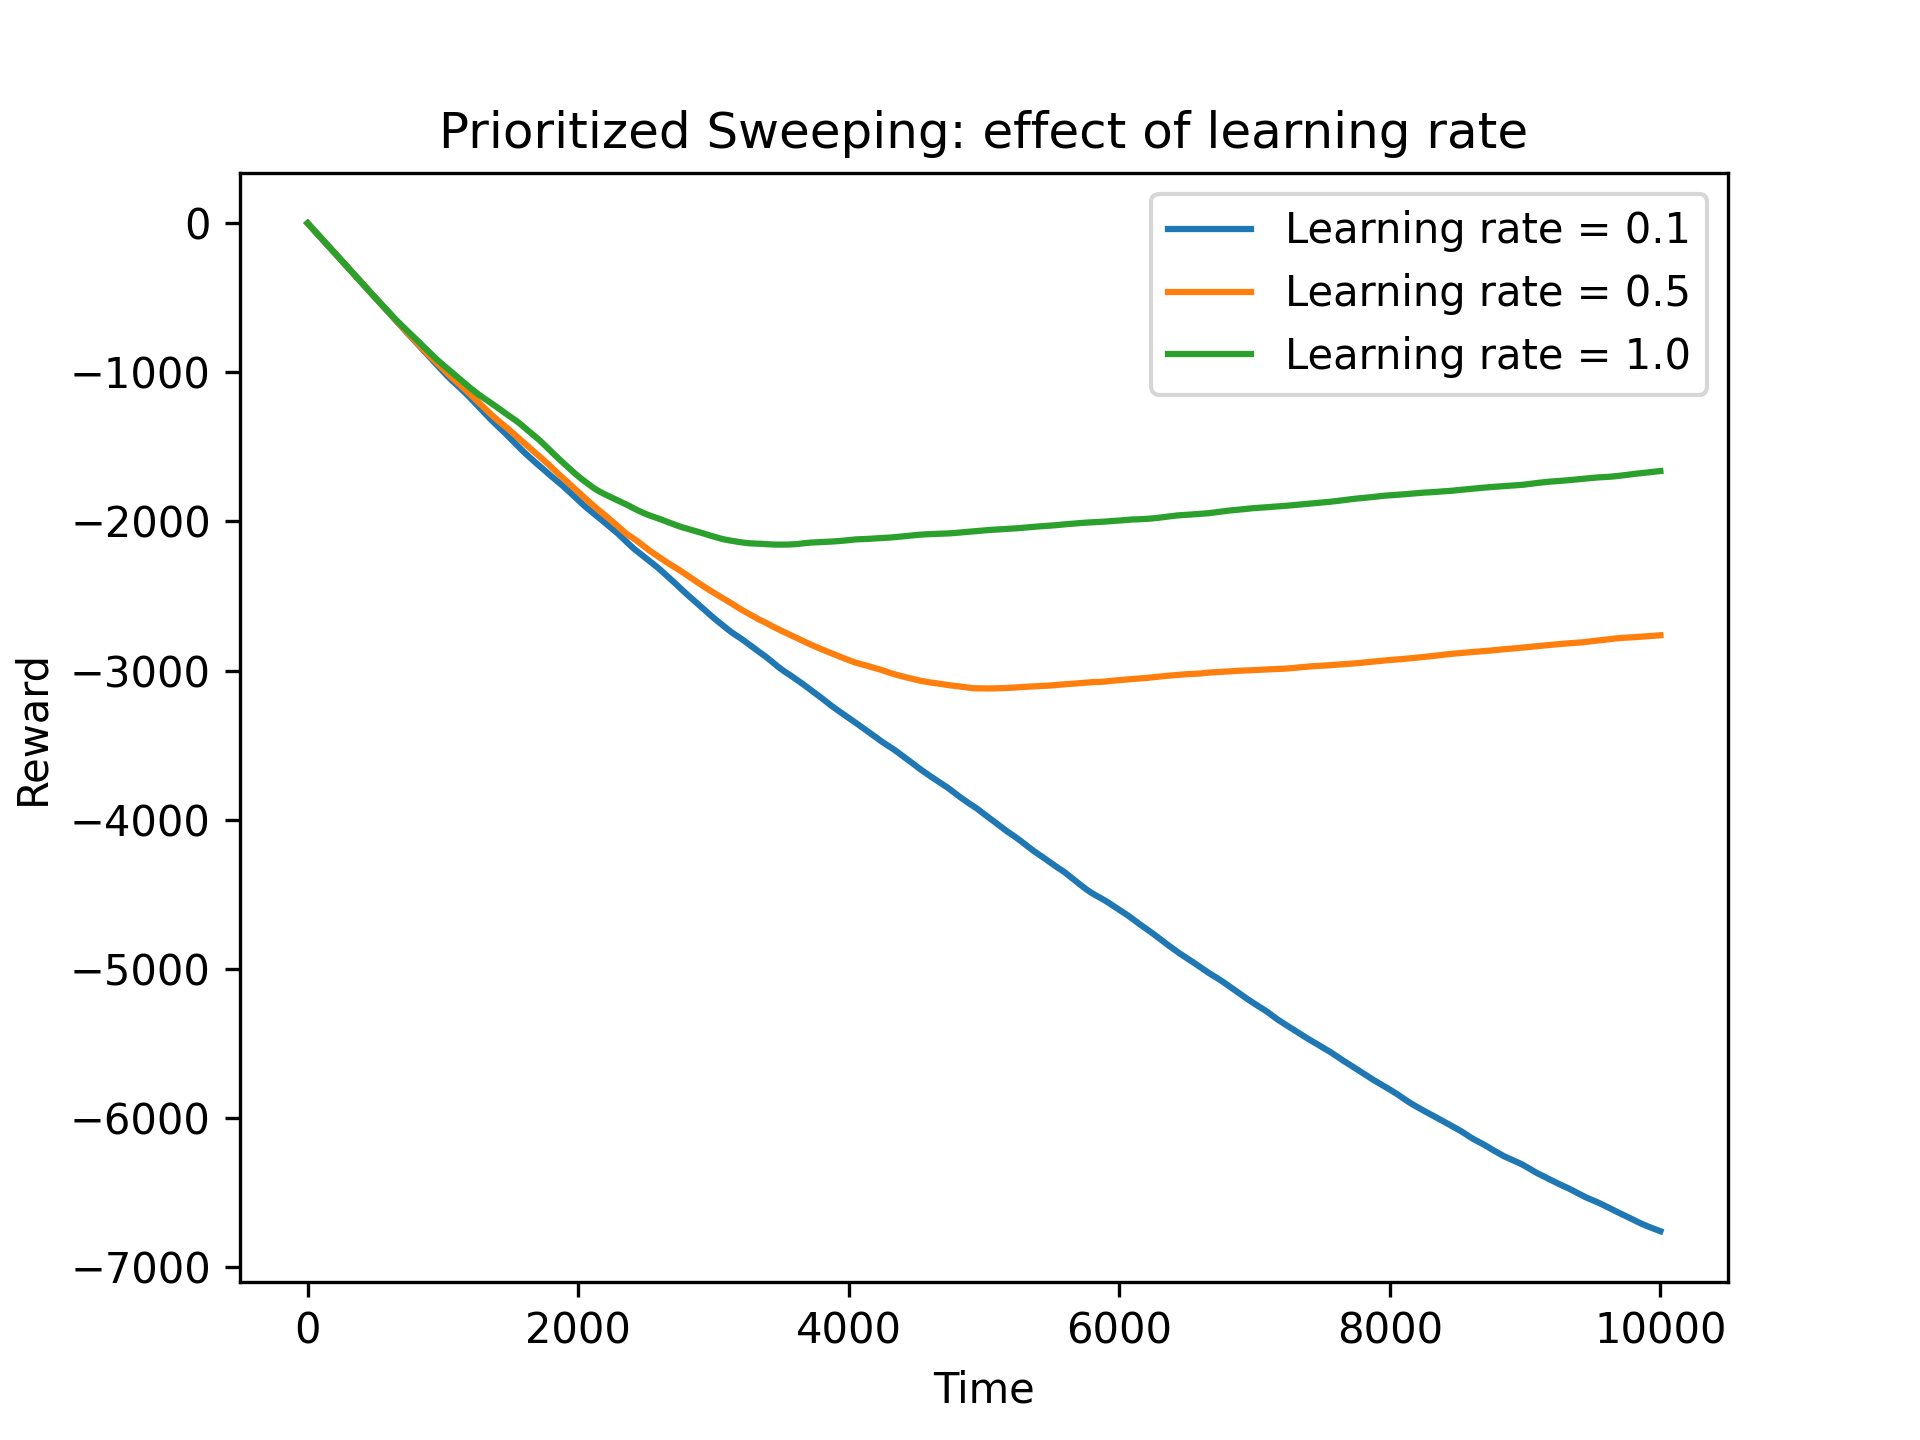 Prioritized Sweeping: effect of learning rate
Learning rate = 0.1
Learning rate = 0.5
Learning rate = 1.0
0
−1000
−2000
−3000
−4000
−5000
−6000
−7000
Reward
0 2000 4000 6000 8000 10000
Time